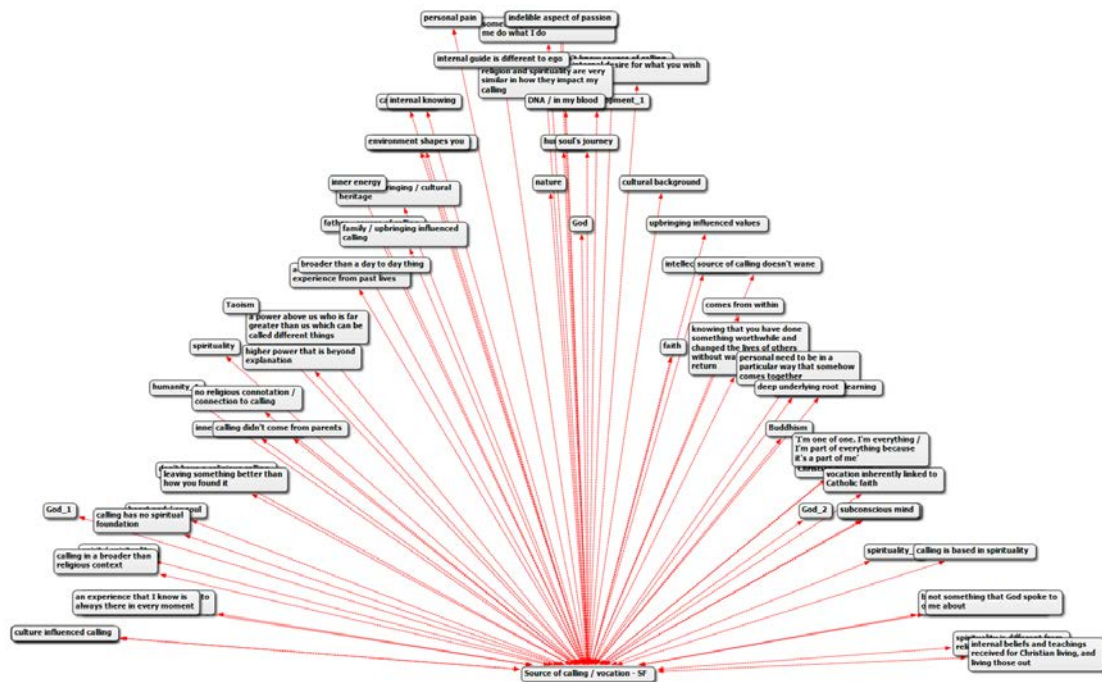 personal pain
indelible aspect of passion
me do what I do
internal guide is different to ego
desire for what you wish
religion and spirituality are very
similar in how they impact my
calling
internal knowing
DNA / in my blood
environment shapes you
soul's journey
inner energy
heritage
nature
cultural background
family / upbringing influenced
calling
God
upbringing influenced values
broader than a day to day thing
experience from past lives
source of calling doesn't wane
Taoism
a power above us who is far
greater than us which can be
called different things
comes from within
spirituality
higher power that is beyond
explanation
faith
knowing that you have done
something worthwhile and
changed the lives of others
return
personal need to be in a
particular way that somehow
comes together
no religious connotation /
connection to calling
deep underlying root
calling didn't come from parents
Buddhism
'I'm one of one. I'm everything /
I'm part of everything because
it's a part of me'
leaving something better than
how you found it
vocation inherently linked to
Catholic faith
God_1
calling has no spiritual
foundation
God_2
subconscious mind
calling in a broader than
religious context
calling is based in spirituality
an experience that I know is
always there in every moment
not something that God spoke to
me about
culture influenced calling
internal beliefs and teachings
received for Christian living, and
living those out
Source of calling / vocation - SF